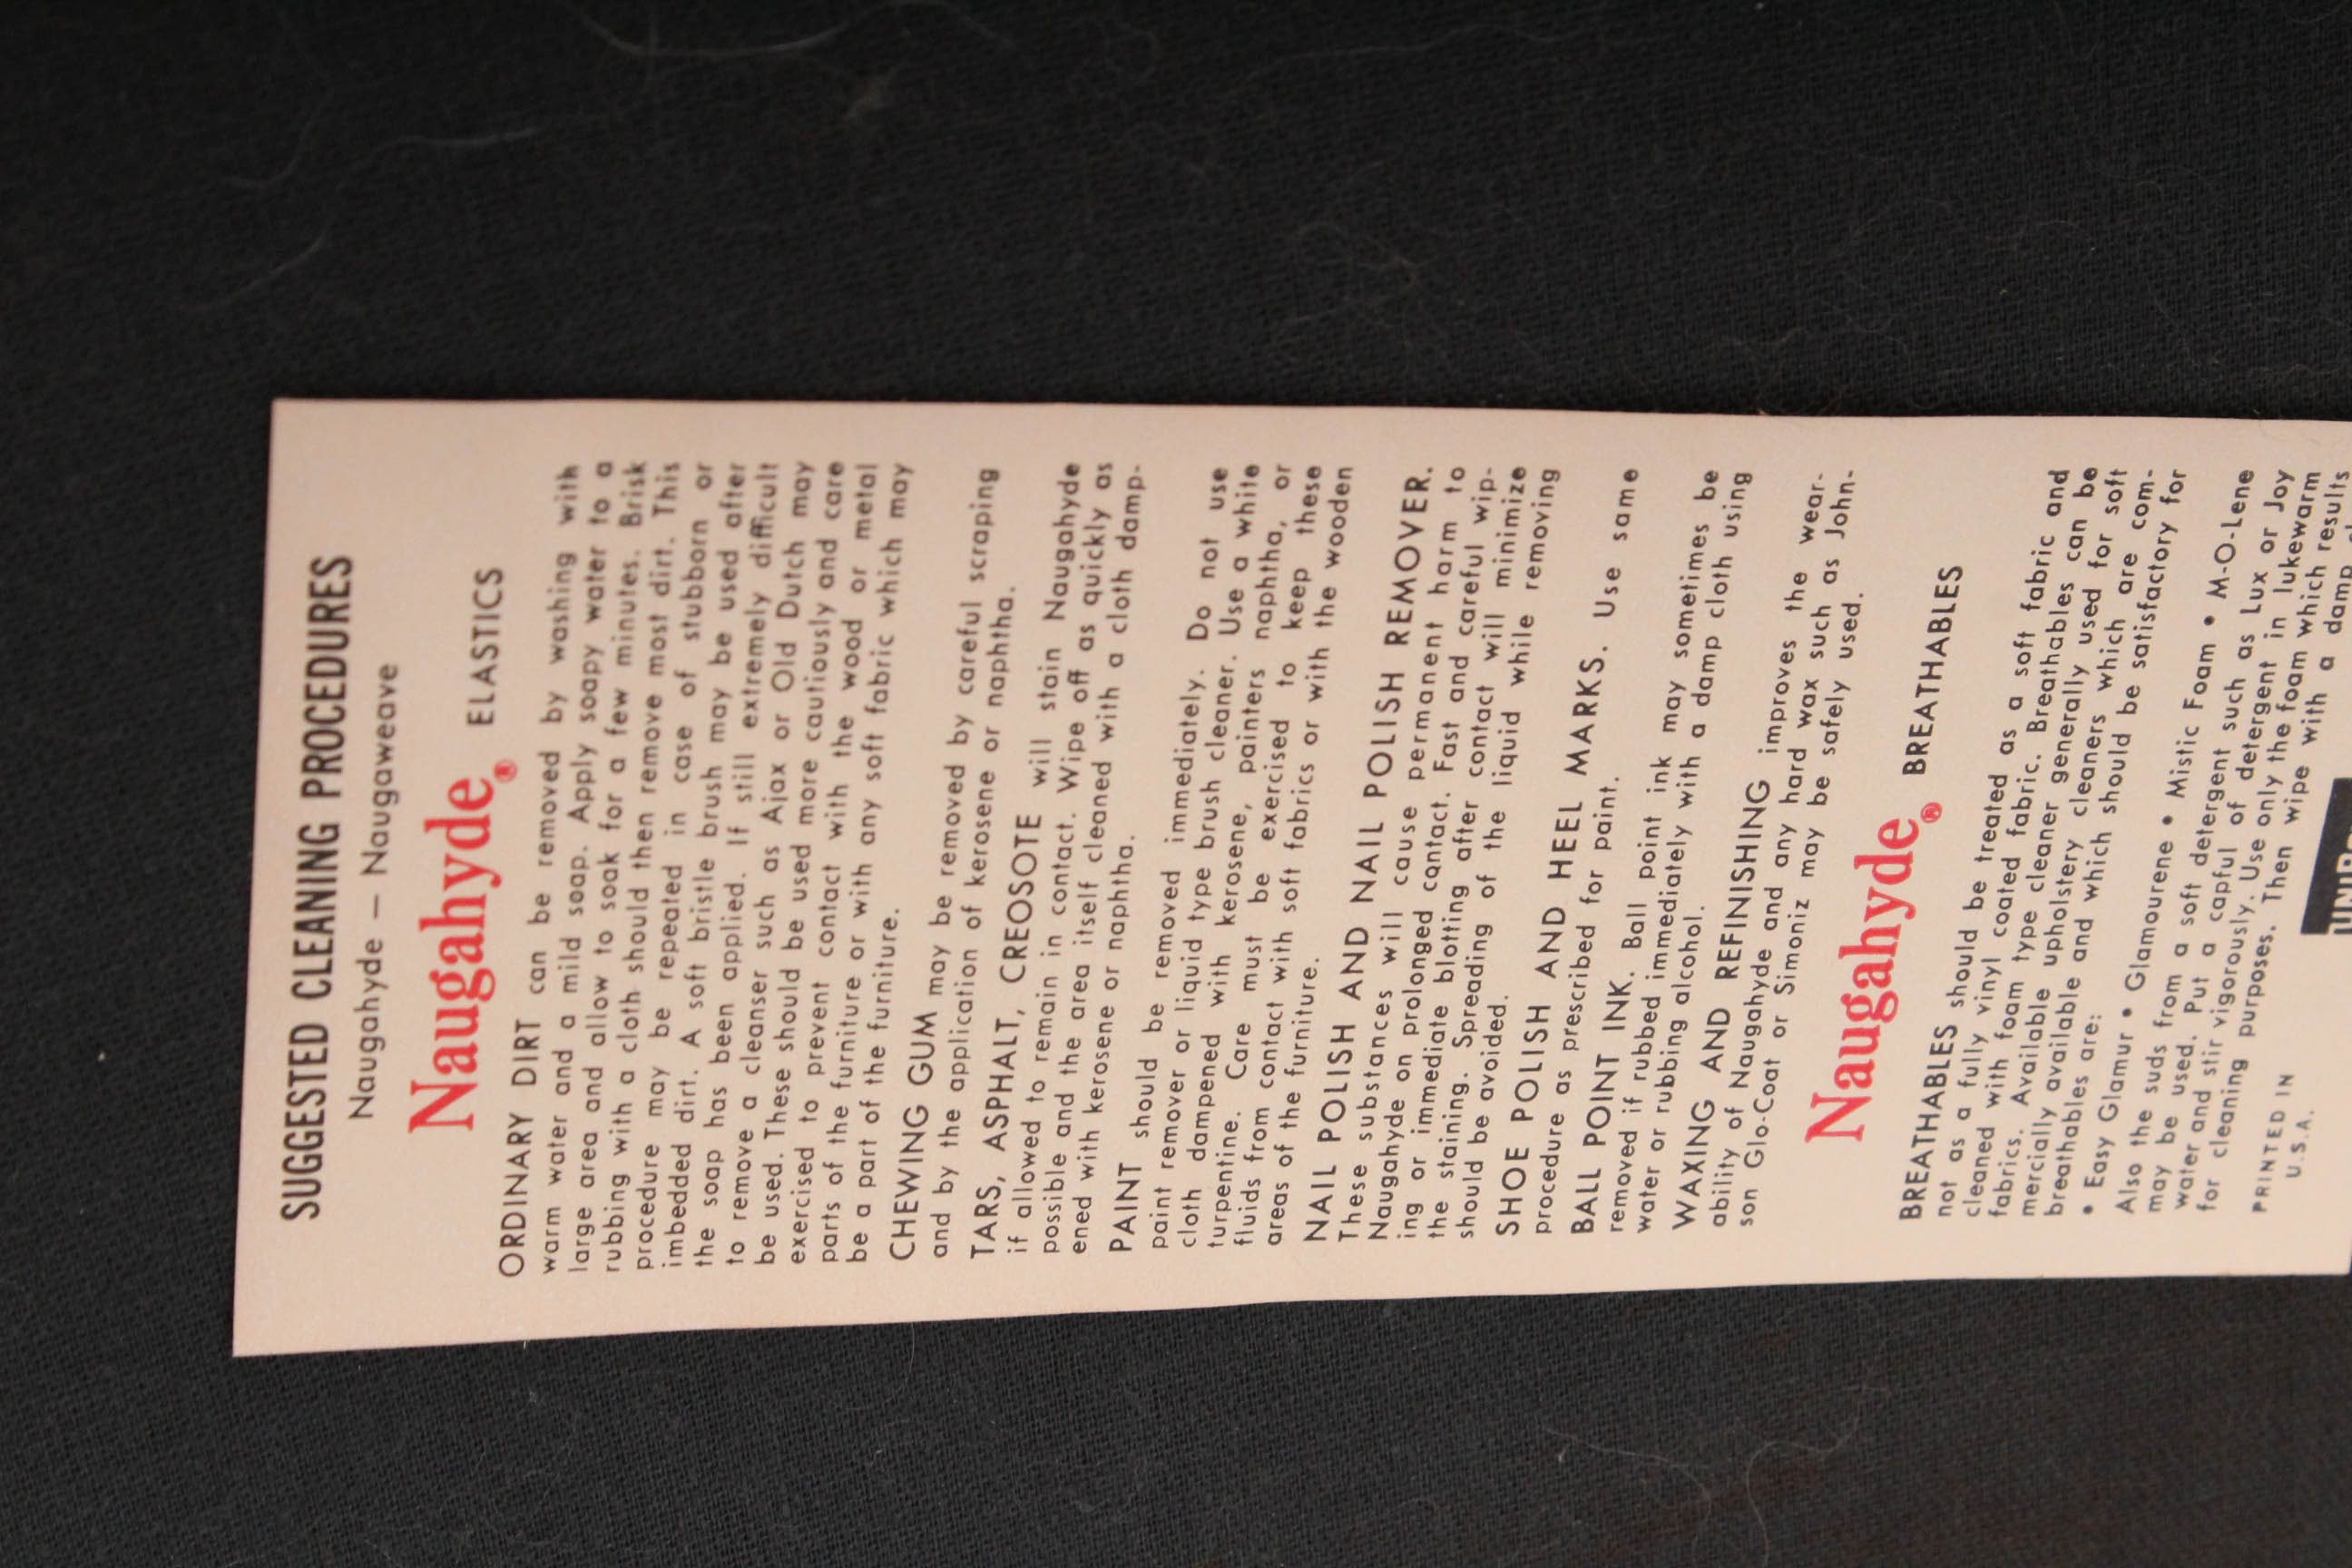 SUGGESTED CLEANING PROCEDURES
Naugahyde — Naugaweave
Naugahyde® ELASTICS
ORDINARY DIRT can be removed by washing with
warm water and a mild soap. Apply soapy water to a
large area and allow to soak for a few minutes. Brisk
rubbing with a cloth should then remove most dirt. This
procedure may be repeated in case of stubborn or
imbedded dirt. A soft bristle brush may be used after
the soap has been applied. If still extremely difficult
to remove a cleanser such as Ajax or Old Dutch may
be used. These should be used more cautiously and care
exercised to prevent contact with the wood or metal
parts of the furniture or with any soft fabric which may
be a part of the furniture.
CHEWING GUM may be removed by careful scraping
and by the application of kerosene or naphtha.
TARS, ASPHALT, CREOSOTE will stain Naugahyde
if allowed to remain in contact. Wipe off as quickly as
possible and the area itself cleaned with a cloth damp-
ened with kerosene or naphtha.
PAINT should be removed immediately. Do not use
paint remover or liquid type brush cleaner. Use a white
cloth dampened with kerosene, painters naphtha, or
turpentine. Care must be exercised to keep these
fluids from contact with soft fabrics or with the wooden
areas of the furniture.
NAIL POLISH AND NAIL POLISH REMOVER.
These substances will cause permanent harm to
Naugahyde on prolonged contact. Fast and careful wip-
ing or immediate blotting after contact will minimize
the staining. Spreading of the liquid while removing
should be avoided.
SHOE POLISH AND HEEL MARKS. Use same
procedure as prescribed for paint.
BALL POINT INK. Ball point ink may sometimes be
removed if rubbed immediately with a damp cloth using
water or rubbing alcohol.
WAXING AND REFINISHING improves the wear-
ability of Naugahyde and any hard wax such as John-
son Glo-Coat or Simoniz may be safely used.
Naugahyde® BREATHABLES
BREATHABLES should be treated as a soft fabric and
not as a fully vinyl coated fabric. Breathables can be
cleaned with foam type cleaner generally used for soft
fabrics. Available upholstery cleaners which are com-
mercially available and which should be satisfactory for
breathables are:
• Easy Glamur • Glamourene • Mistic Foam • M-O-Lene
Also the suds from a soft detergent such as Lux or Joy
may be used. Put a capful of detergent in lukewarm
water and stir vigorously. Use only the foam which results
for cleaning purposes. Then wipe with a damp
PRINTED IN
U.S.A.